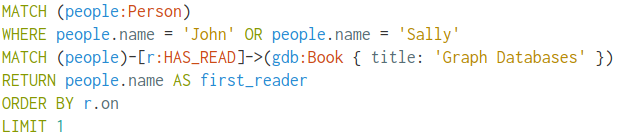 MATCH (people:Person)
WHERE people.name = 'John' OR people.name = 'Sally'
MATCH (people)-[r:HAS_READ]->(gdb:Book { title: 'Graph Databases' })
RETURN people.name AS first_reader
ORDER BY r.on
LIMIT 1